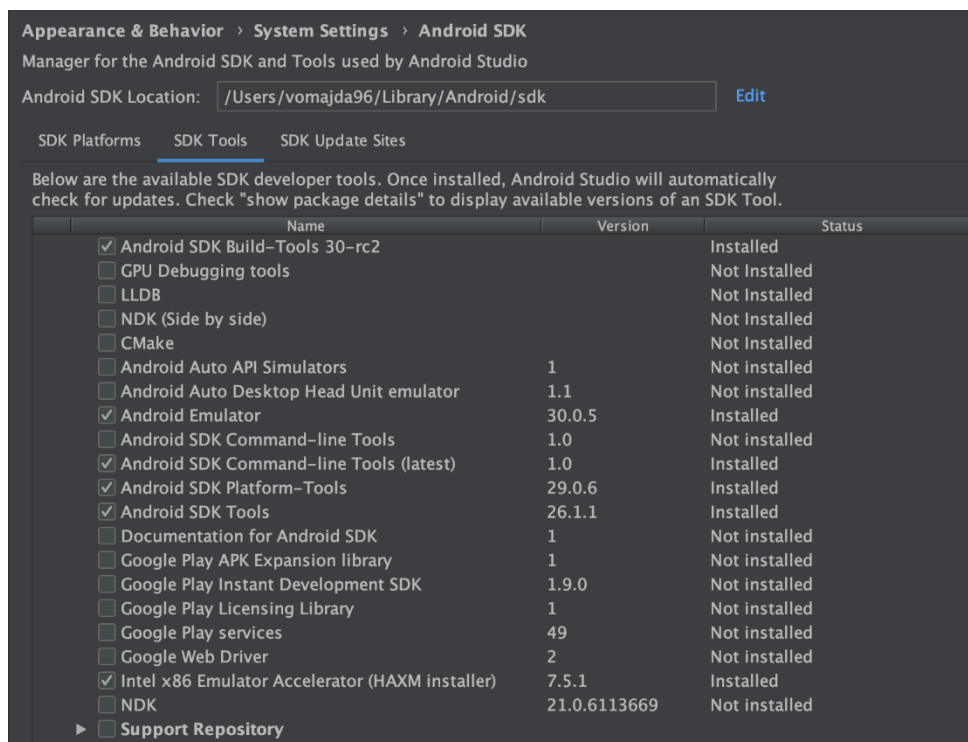 Appearance & Behavior › System Settings › Android SDK
Manager for the Android SDK and Tools used by Android Studio
Android SDK Location: /Users/vomajda96/Library/Android/sdk Edit
SDK Platforms SDK Tools SDK Update Sites
Below are the available SDK developer tools. Once installed, Android Studio will automatically
check for updates. Check "show package details" to display available versions of an SDK Tool.
Name Version Status
Android SDK Build-Tools 30-rc2 Installed
GPU Debugging tools Not Installed
LLDB Not Installed
NDK (Side by side) Not Installed
CMake Not Installed
Android Auto API Simulators 1 Not installed
Android Auto Desktop Head Unit emulator 1.1 Not installed
Android Emulator 30.0.5 Installed
Android SDK Command-line Tools 1.0 Not installed
Android SDK Command-line Tools (latest) 1.0 Installed
Android SDK Platform-Tools 29.0.6 Installed
Android SDK Tools 26.1.1 Installed
Documentation for Android SDK 1 Not installed
Google Play APK Expansion library 1 Not installed
Google Play Instant Development SDK 1.9.0 Not installed
Google Play Licensing Library 1 Not installed
Google Play services 49 Not installed
Google Web Driver 2 Not installed
Intel x86 Emulator Accelerator (HAXM installer) 7.5.1 Installed
NDK 21.0.6113669 Not installed
Support Repository